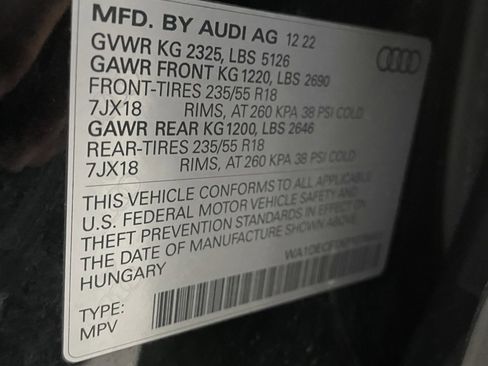 MFD. BY AUDI AG 12 22
GVWR KG 2325, LBS 5126
GAWR FRONT KG 1220, LBS 2690
FRONT-TIRES 235/55 R18
7JX18 RIMS, AT 260 KPA 38 PSI COLD
GAWR REAR KG 1200, LBS 2646
REAR-TIRES 235/55 R18
7JX18 RIMS, AT 260 KPA 38 PSI COLD
THIS VEHICLE CONFORMS TO ALL APPLICABLE
U.S. FEDERAL MOTOR VEHICLE SAFETY AND
THEFT PREVENTION STANDARDS IN EFFECT ON
THE DATE OF MANUFACTURE SHOWN ABOVE.
HUNGARY
TYPE:
MPV